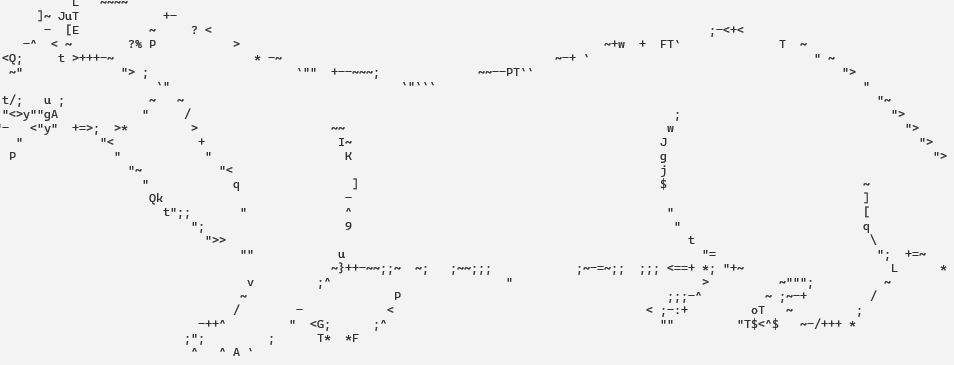 L ~~~~
]~ JuT +-
- [E ~ ? < ;-<+<
-^ < ~ ?% P > ~+w + FT` T ~
<Q; t >+++-~ * -~ ~-+ ` " ~
~" "> ; `"" +--~~~; ~~--PT`` ">
`" `"``` "
t/; u ; ~ ~ "~
"<>y""gA " / ; ">
"- <"y" +=>; >* > ~~ w ">
" "< + I~ J ">
P " " K g ">
"~ "< j
" q ] $ ~
Qk - ]
t";; " ^ " [
"; 9 " q
">> t \
"" u "= "; +=~
~}++-~~;;~ ~; ;~~;;; ;~-=~;; ;;; <==+ *; "+~ L *
v ;^ " > ~"""; ~
~ P ;;;-^ ~ ;~-+ /
/ - < < ;-:+ oT ~ ;
-++^ " <G; ;^ "" "T$<^$ ~-/+++ *
;"; ; T* *F
^ ^ A `